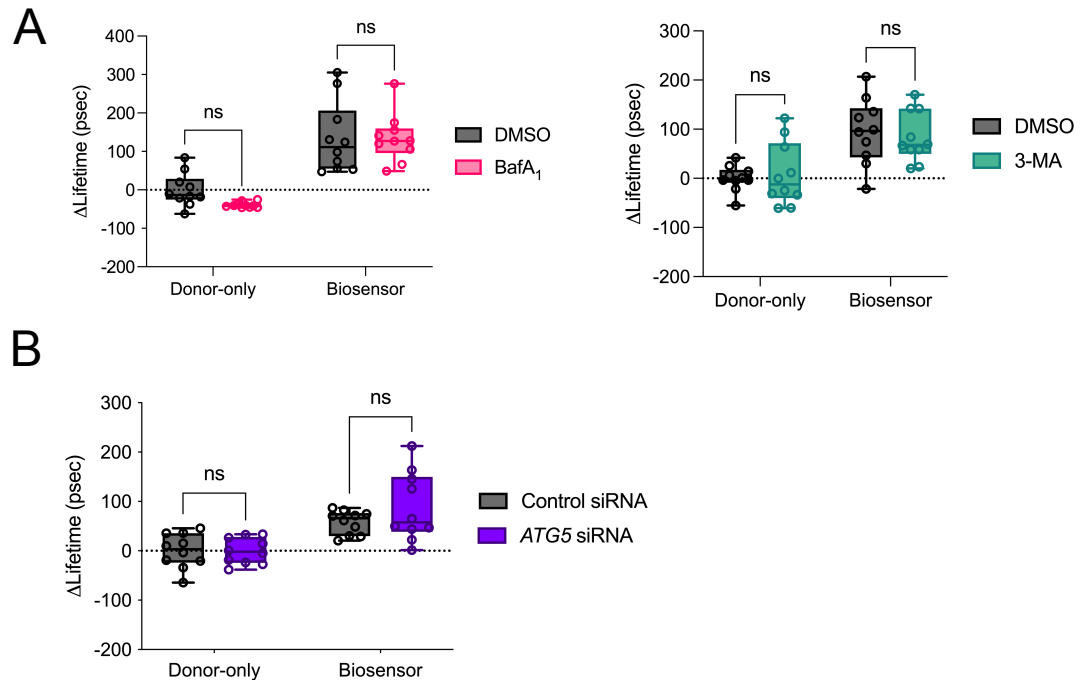 A
ns
ns
400
300
200
100
0
-100
-200
ΔLifetime (psec)
Donor-only
Biosensor
DMSO
BafA₁
ns
ns
300
200
100
0
-100
-200
ΔLifetime (psec)
Donor-only
Biosensor
DMSO
3-MA
B
ns
ns
300
200
100
0
-100
-200
ΔLifetime (psec)
Donor-only
Biosensor
Control siRNA
ATG5 siRNA